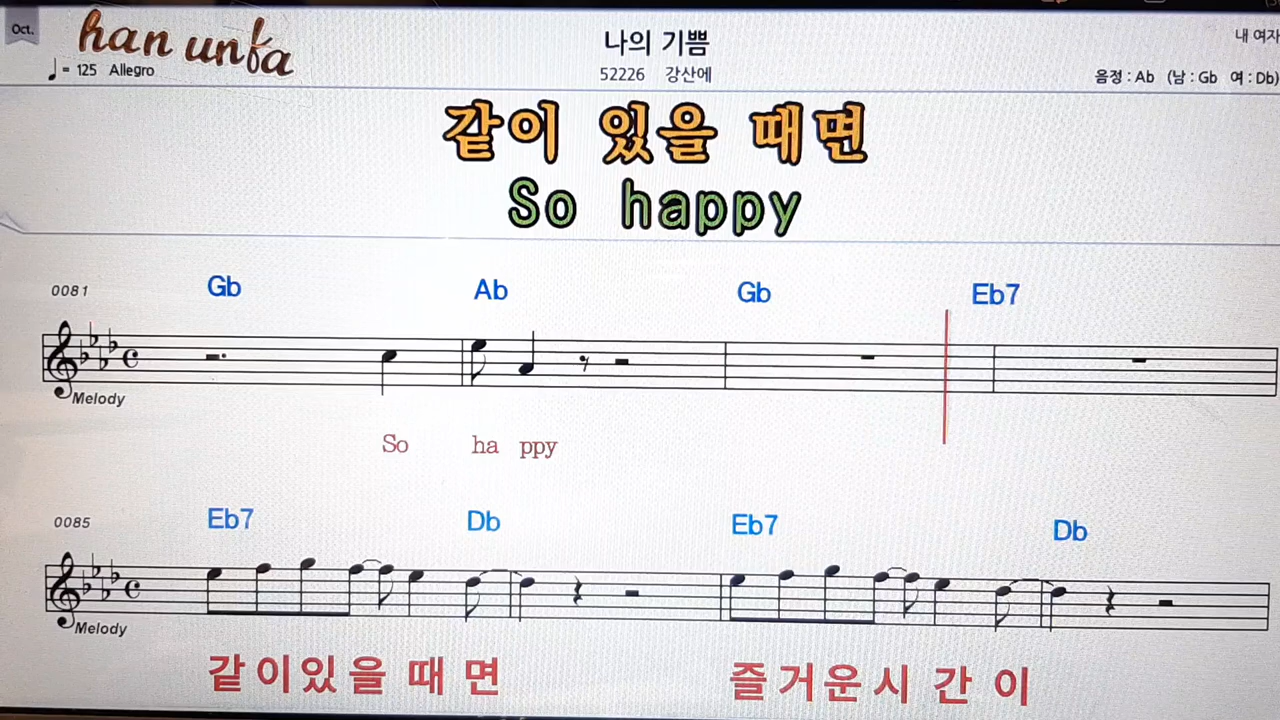 Oct.
han unfa
= 125 Allegro
나의 기쁨
52226 강산에
내 여자
음정 : Ab (남 : Gb 여 : Db)
같이 있을 때면
So happy
0081 Gb Ab Gb Eb7
Melody
So ha ppy
0085 Eb7 Db Eb7 Db
Melody
같이있을 때 면 즐거운시 간 이